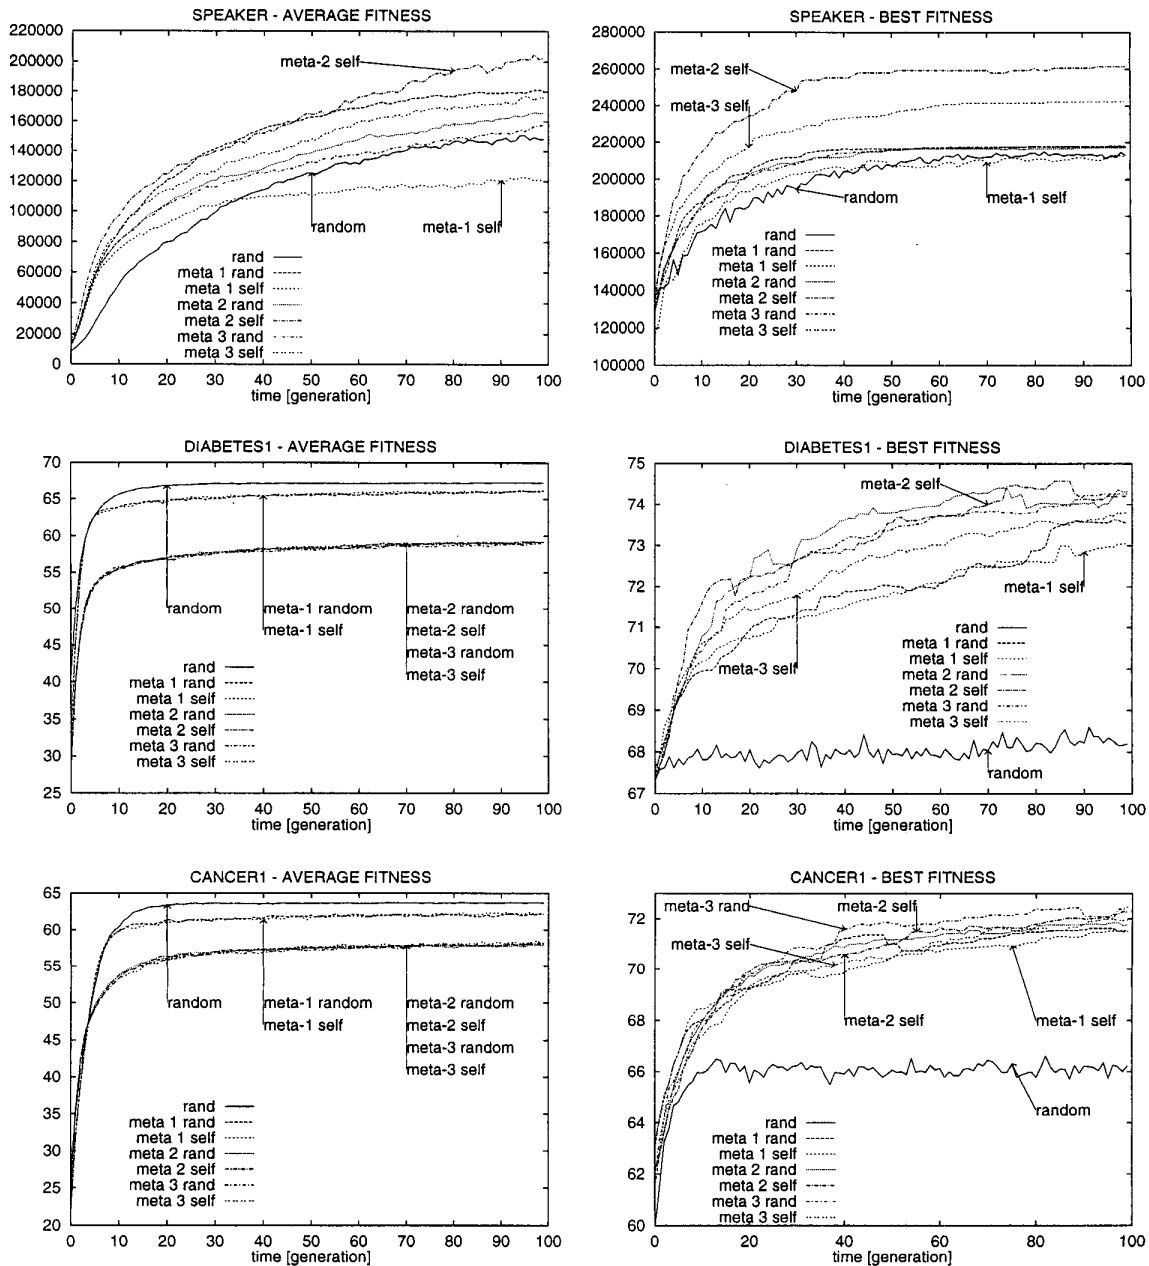 SPEAKER - AVERAGE FITNESS
220000
200000
180000
160000
140000
120000
100000
80000
60000
40000
20000
0
meta-2 self
random
meta-1 self
rand
meta 1 rand
meta 1 self
meta 2 rand
meta 2 self
meta 3 rand
meta 3 self
0 10 20 30 40 50 60 70 80 90 100
time [generation]
SPEAKER - BEST FITNESS
280000
260000
240000
220000
200000
180000
160000
140000
120000
100000
meta-2 self
meta-3 self
random
meta-1 self
rand
meta 1 rand
meta 1 self
meta 2 rand
meta 2 self
meta 3 rand
meta 3 self
0 10 20 30 40 50 60 70 80 90 100
time [generation]
DIABETES1 - AVERAGE FITNESS
70
65
60
55
50
45
40
35
30
25
random
meta-1 random
meta-1 self
meta-2 random
meta-2 self
meta-3 random
meta-3 self
rand
meta 1 rand
meta 1 self
meta 2 rand
meta 2 self
meta 3 rand
meta 3 self
0 10 20 30 40 50 60 70 80 90 100
time [generation]
DIABETES1 - BEST FITNESS
75
74
73
72
71
70
69
68
67
meta-2 self
meta-1 self
meta-3 self
rand
meta 1 rand
meta 1 self
meta 2 rand
meta 2 self
meta 3 rand
meta 3 self
random
0 10 20 30 40 50 60 70 80 90 100
time [generation]
CANCER1 - AVERAGE FITNESS
65
60
55
50
45
40
35
30
25
20
random
meta-1 random
meta-1 self
meta-2 random
meta-2 self
meta-3 random
meta-3 self
rand
meta 1 rand
meta 1 self
meta 2 rand
meta 2 self
meta 3 rand
meta 3 self
0 10 20 30 40 50 60 70 80 90 100
time [generation]
CANCER1 - BEST FITNESS
72
70
68
66
64
62
60
meta-3 rand
meta-2 self
meta-3 self
meta-2 self
meta-1 self
random
rand
meta 1 rand
meta 1 self
meta 2 rand
meta 2 self
meta 3 rand
meta 3 self
0 10 20 30 40 50 60 70 80 90 100
time [generation]